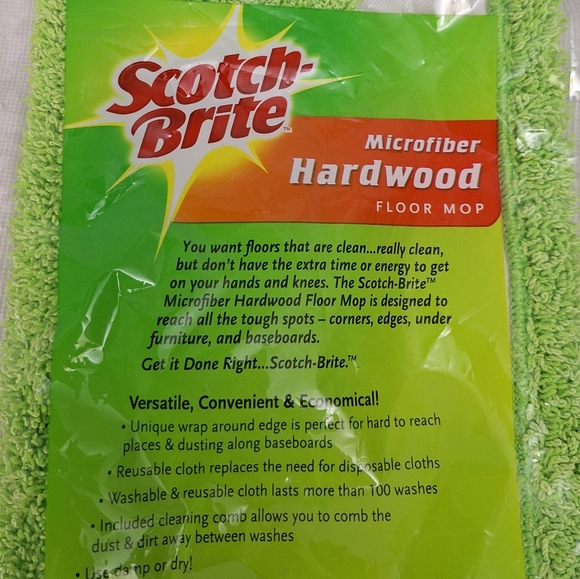 Scotch-
Brite™
Microfiber
Hardwood
FLOOR MOP
You want floors that are clean...really clean,
but don't have the extra time or energy to get
on your hands and knees. The Scotch-Brite™
Microfiber Hardwood Floor Mop is designed to
reach all the tough spots – corners, edges, under
furniture, and baseboards.
Get it Done Right...Scotch-Brite.™
Versatile, Convenient & Economical!
• Unique wrap around edge is perfect for hard to reach
places & dusting along baseboards
• Reusable cloth replaces the need for disposable cloths
• Washable & reusable cloth lasts more than 100 washes
• Included cleaning comb allows you to comb the
dust & dirt away between washes
• Use damp or dry!